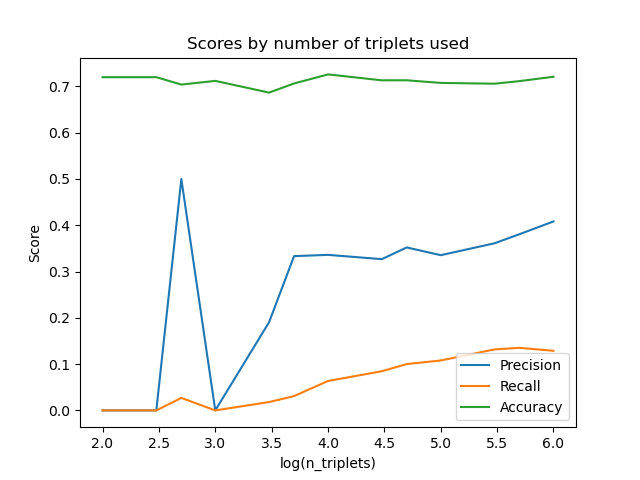 Scores by number of triplets used
Score
0.7
0.6
0.5
0.4
0.3
0.2
0.1
0.0
Precision
Recall
Accuracy
2.0 2.5 3.0 3.5 4.0 4.5 5.0 5.5 6.0
log(n_triplets)